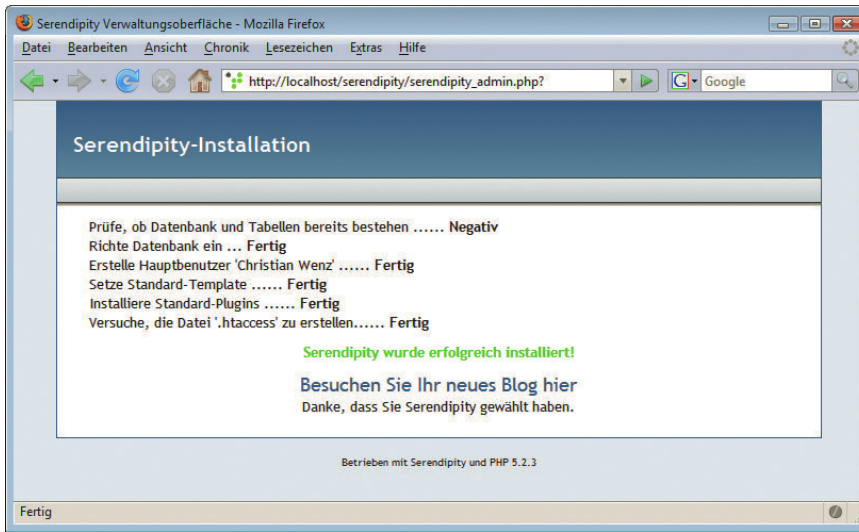 Serendipity Verwaltungsoberfläche - Mozilla Firefox
Datei Bearbeiten Ansicht Chronik Lesezeichen Extras Hilfe
http://localhost/serendipity/serendipity_admin.php? G Google
Serendipity-Installation
Prüfe, ob Datenbank und Tabellen bereits bestehen ...... Negativ
Richte Datenbank ein ... Fertig
Erstelle Hauptbenutzer 'Christian Wenz' ...... Fertig
Setze Standard-Template ...... Fertig
Installiere Standard-Plugins ...... Fertig
Versuche, die Datei '.htaccess' zu erstellen...... Fertig
Serendipity wurde erfolgreich installiert!
Besuchen Sie Ihr neues Blog hier
Danke, dass Sie Serendipity gewählt haben.
Betrieben mit Serendipity und PHP 5.2.3
Fertig